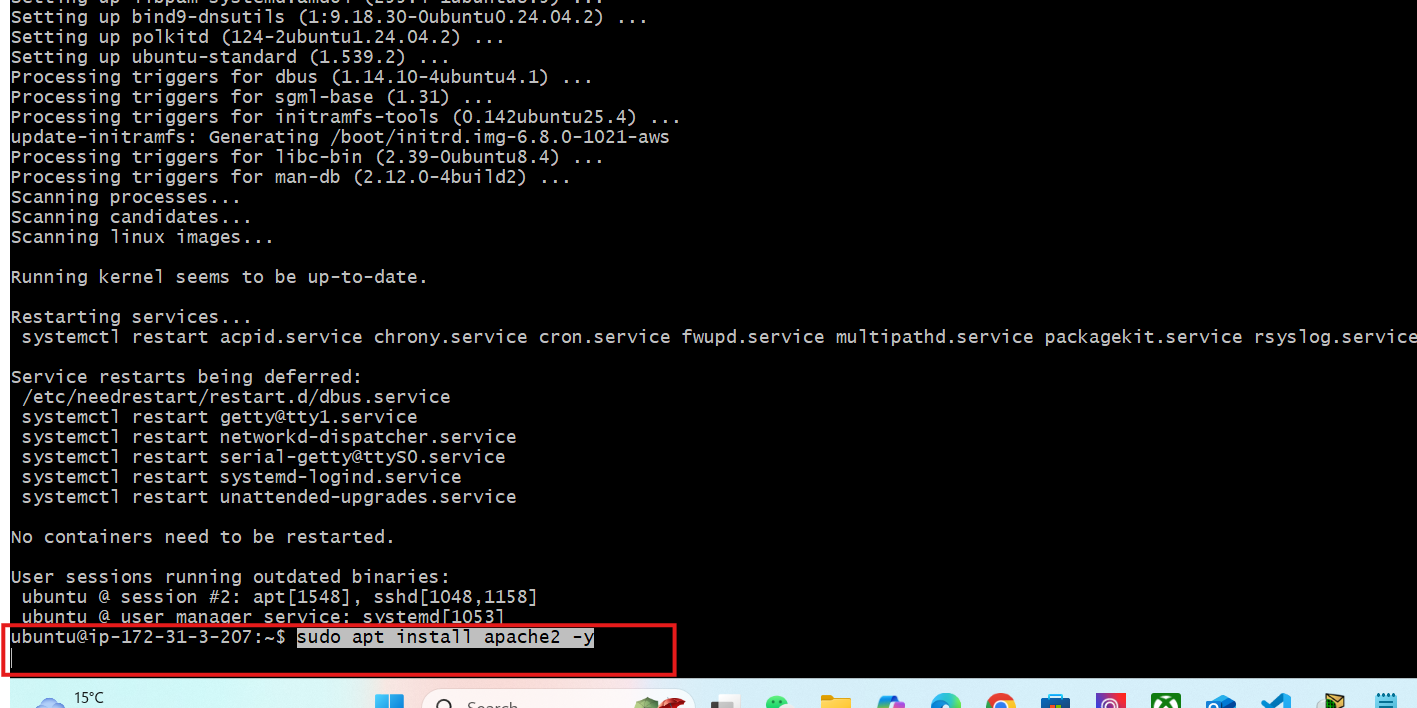 Setting up libpam-systemd:amd64 (255.4-1ubuntu8.5) ...
Setting up bind9-dnsutils (1:9.18.30-0ubuntu0.24.04.2) ...
Setting up polkitd (124-2ubuntu1.24.04.2) ...
Setting up ubuntu-standard (1.539.2) ...
Processing triggers for dbus (1.14.10-4ubuntu4.1) ...
Processing triggers for sgml-base (1.31) ...
Processing triggers for initramfs-tools (0.142ubuntu25.4) ...
update-initramfs: Generating /boot/initrd.img-6.8.0-1021-aws
Processing triggers for libc-bin (2.39-0ubuntu8.4) ...
Processing triggers for man-db (2.12.0-4build2) ...
Scanning processes...
Scanning candidates...
Scanning linux images...
Running kernel seems to be up-to-date.
Restarting services...
systemctl restart acpid.service chrony.service cron.service fwupd.service multipathd.service packagekit.service rsyslog.service
Service restarts being deferred:
/etc/needrestart/restart.d/dbus.service
systemctl restart getty@tty1.service
systemctl restart networkd-dispatcher.service
systemctl restart serial-getty@ttyS0.service
systemctl restart systemd-logind.service
systemctl restart unattended-upgrades.service
No containers need to be restarted.
User sessions running outdated binaries:
ubuntu @ session #2: apt[1548], sshd[1048,1158]
ubuntu @ user manager service: systemd[1053]
ubuntu@ip-172-31-3-207:~$ sudo apt install apache2 -y
15°C
Search